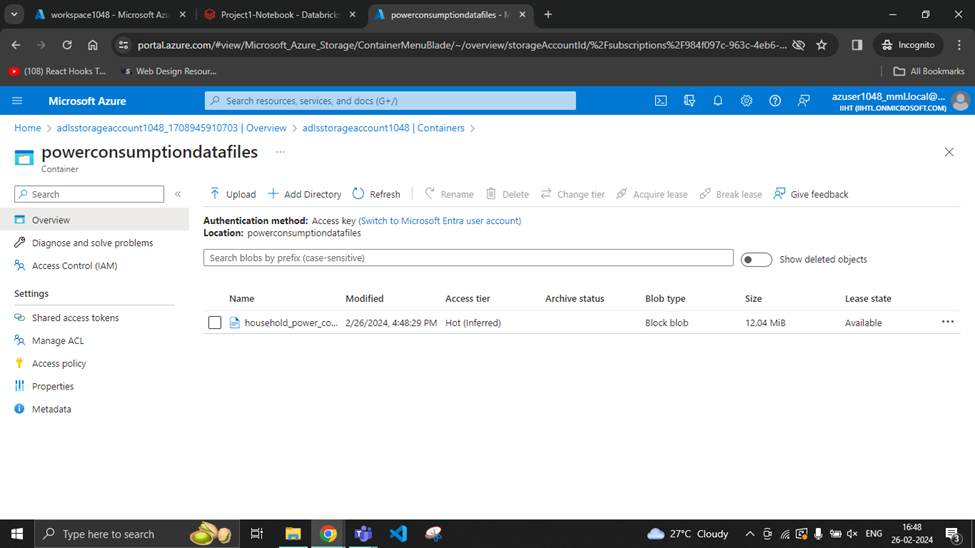 workspace1048 - Microsoft Azu
Project1-Notebook - Databricks
powerconsumptiondatafiles - M
portal.azure.com/#view/Microsoft_Azure_Storage/ContainerMenuBlade/~/overview/storageAccountId/%2Fsubscriptions%2F984f097c-963c-4eb6-...
Incognito
(108) React Hooks T...
Web Design Resour...
All Bookmarks
Microsoft Azure
Search resources, services, and docs (G+/)
azuser1048_mml.local@...
IIHT (IIHTL.ONMICROSOFT.COM)
Home > adlsstorageaccount1048_1708945910703 | Overview > adlsstorageaccount1048 | Containers >
powerconsumptiondatafiles ...
Container
Search
«
Upload
Add Directory
Refresh
Rename
Delete
Change tier
Acquire lease
Break lease
Give feedback
Overview
Diagnose and solve problems
Access Control (IAM)
Settings
Shared access tokens
Manage ACL
Access policy
Properties
Metadata
Authentication method: Access key (Switch to Microsoft Entra user account)
Location: powerconsumptiondatafiles
Search blobs by prefix (case-sensitive)
Show deleted objects
Name Modified Access tier Archive status Blob type Size Lease state
household_power_co... 2/26/2024, 4:48:29 PM Hot (Inferred) Block blob 12.04 MiB Available ...
Type here to search
27°C Cloudy
ENG
16:48
26-02-2024
3